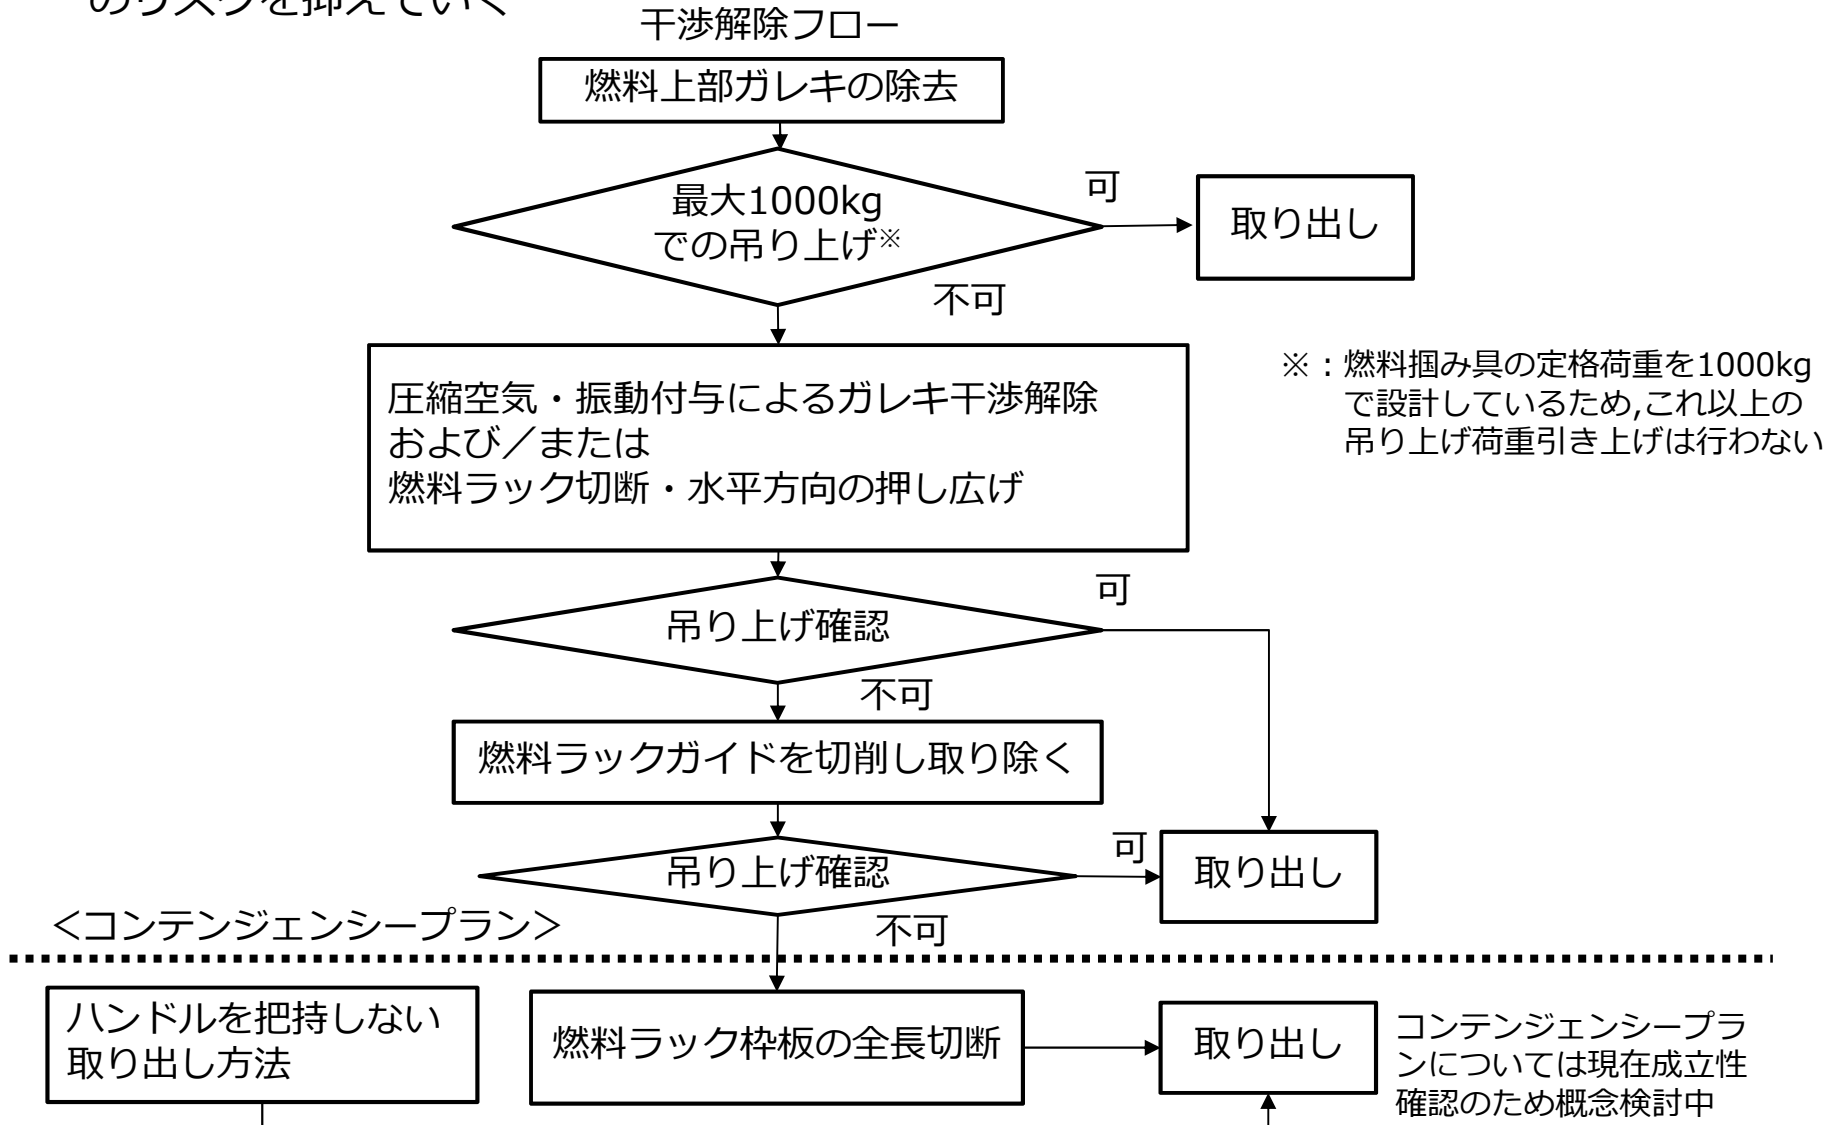 のリスクを抑えていく
干渉解除フロー
燃料上部ガレキの除去
最大1000kg
での吊り上げ※
可
取り出し
不可
圧縮空気・振動付与によるガレキ干渉解除
および／または
燃料ラック切断・水平方向の押し広げ
※：燃料掴み具の定格荷重を1000kg
で設計しているため,これ以上の
吊り上げ荷重引き上げは行わない
吊り上げ確認
可
不可
燃料ラックガイドを切削し取り除く
吊り上げ確認
可
取り出し
不可
＜コンテンジェンシープラン＞
ハンドルを把持しない
取り出し方法
燃料ラック枠板の全長切断
取り出し
コンテンジェンシープラ
ンについては現在成立性
確認のため概念検討中